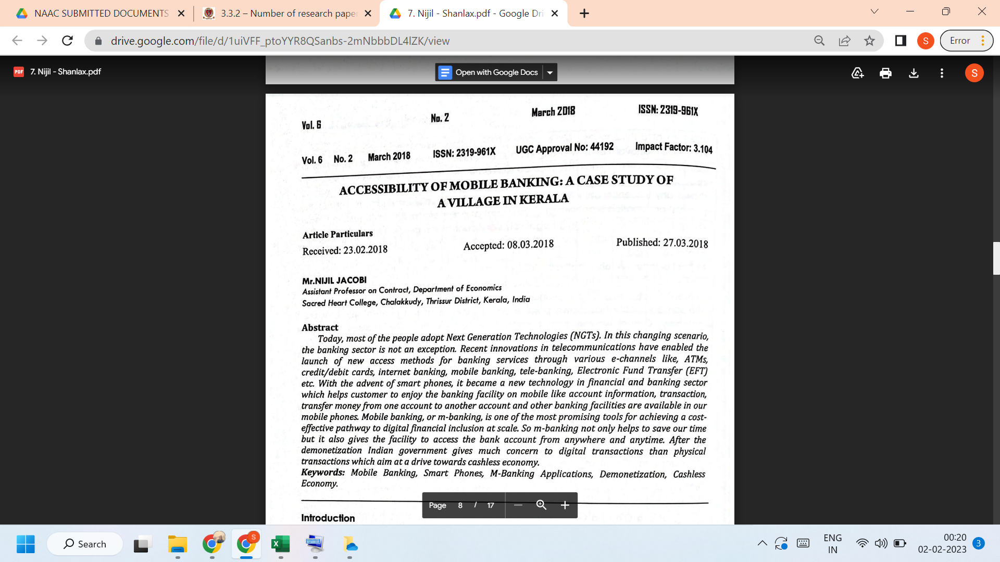 NAAC SUBMITTED DOCUMENTS
3.3.2 – Number of research pape
7. Nijil - Shanlax.pdf - Google Dri
drive.google.com/file/d/1uiVFF_ptoYYR8QSanbs-2mNbbbDL4lZK/view
S
Error
PDF
7. Nijil - Shanlax.pdf
Open with Google Docs
S
Vol. 6 No. 2 March 2018 ISSN: 2319-961X
Vol. 6 No. 2 March 2018 ISSN: 2319-961X UGC Approval No: 44192 Impact Factor: 3.104
ACCESSIBILITY OF MOBILE BANKING: A CASE STUDY OF
A VILLAGE IN KERALA
Article Particulars
Received: 23.02.2018 Accepted: 08.03.2018 Published: 27.03.2018
Mr.NIJIL JACOBI
Assistant Professor on Contract, Department of Economics
Sacred Heart College, Chalakkudy, Thrissur District, Kerala, India
Abstract
Today, most of the people adopt Next Generation Technologies (NGTs). In this changing scenario,
the banking sector is not an exception. Recent innovations in telecommunications have enabled the
launch of new access methods for banking services through various e-channels like, ATMs,
credit/debit cards, internet banking, mobile banking, tele-banking, Electronic Fund Transfer (EFT)
etc. With the advent of smart phones, it became a new technology in financial and banking sector
which helps customer to enjoy the banking facility on mobile like account information, transaction,
transfer money from one account to another account and other banking facilities are available in our
mobile phones. Mobile banking, or m-banking, is one of the most promising tools for achieving a cost-
effective pathway to digital financial inclusion at scale. So m-banking not only helps to save our time
but it also gives the facility to access the bank account from anywhere and anytime. After the
demonetization Indian government gives much concern to digital transactions than physical
transactions which aim at a drive towards cashless economy.
Keywords: Mobile Banking, Smart Phones, M-Banking Applications, Demonetization, Cashless
Economy.
Page 8 / 17
Introduction
Search
S
X
ENG
IN
00:20
02-02-2023
3